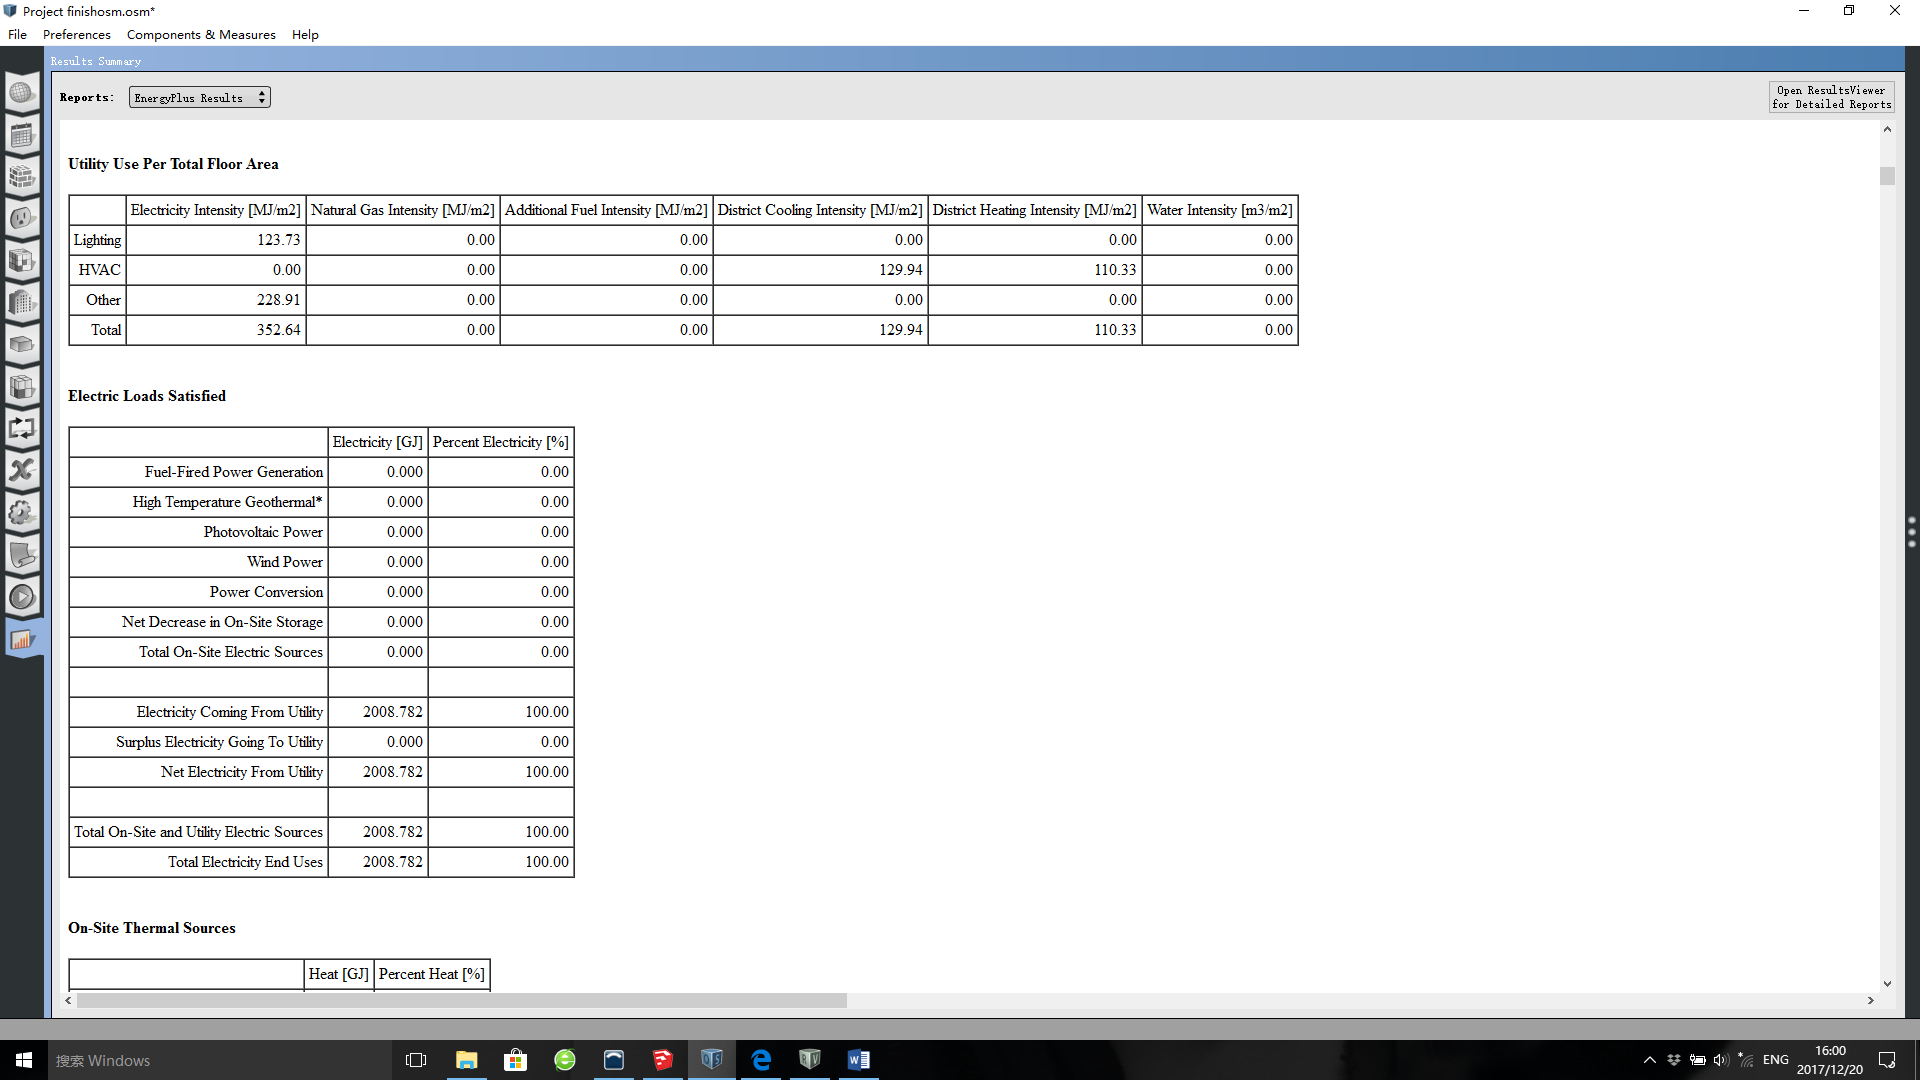 Project finishosm.osm*
File Preferences Components & Measures Help
Results Summary
Reports: EnergyPlus Results
Open ResultsViewer
for Detailed Reports
Utility Use Per Total Floor Area
Electricity Intensity [MJ/m2] Natural Gas Intensity [MJ/m2] Additional Fuel Intensity [MJ/m2] District Cooling Intensity [MJ/m2] District Heating Intensity [MJ/m2] Water Intensity [m3/m2]
Lighting 123.73 0.00 0.00 0.00 0.00 0.00
HVAC 0.00 0.00 0.00 129.94 110.33 0.00
Other 228.91 0.00 0.00 0.00 0.00 0.00
Total 352.64 0.00 0.00 129.94 110.33 0.00
Electric Loads Satisfied
Electricity [GJ] Percent Electricity [%]
Fuel-Fired Power Generation 0.000 0.00
High Temperature Geothermal* 0.000 0.00
Photovoltaic Power 0.000 0.00
Wind Power 0.000 0.00
Power Conversion 0.000 0.00
Net Decrease in On-Site Storage 0.000 0.00
Total On-Site Electric Sources 0.000 0.00
Electricity Coming From Utility 2008.782 100.00
Surplus Electricity Going To Utility 0.000 0.00
Net Electricity From Utility 2008.782 100.00
Total On-Site and Utility Electric Sources 2008.782 100.00
Total Electricity End Uses 2008.782 100.00
On-Site Thermal Sources
Heat [GJ] Percent Heat [%]
搜索 Windows
ENG
16:00
2017/12/20